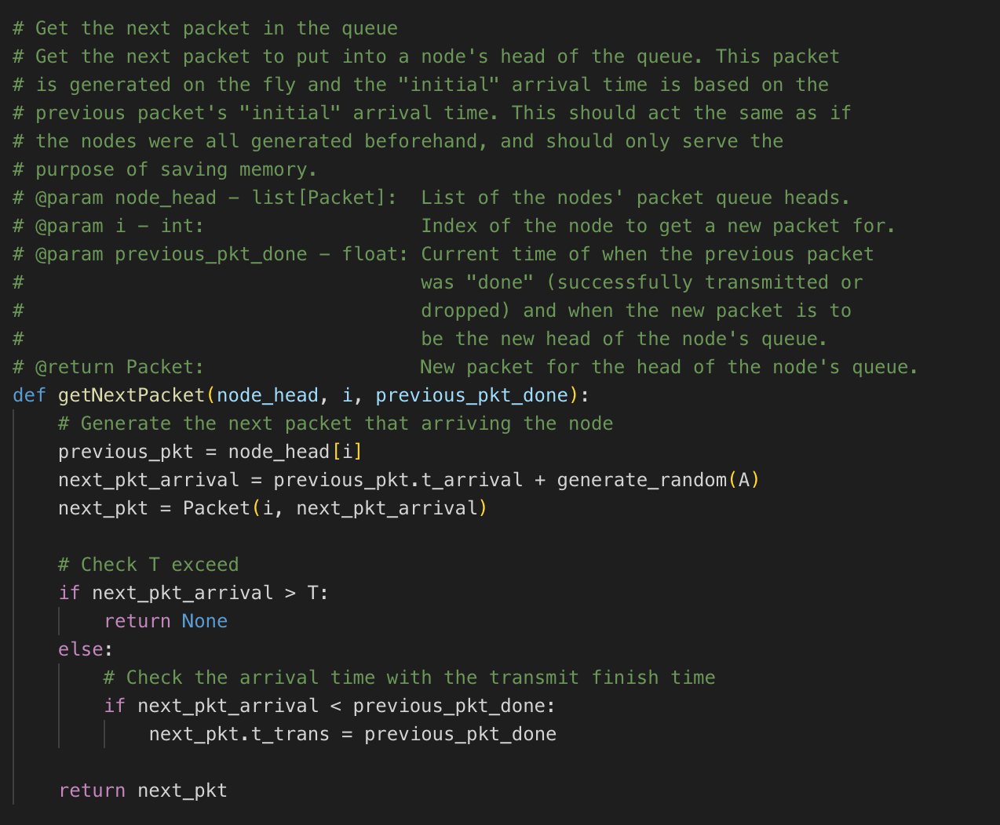 # Get the next packet in the queue
# Get the next packet to put into a node's head of the queue. This packet
# is generated on the fly and the "initial" arrival time is based on the
# previous packet's "initial" arrival time. This should act the same as if
# the nodes were all generated beforehand, and should only serve the
# purpose of saving memory.
# @param node_head – list[Packet]:  List of the nodes' packet queue heads.
# @param i – int:                   Index of the node to get a new packet for.
# @param previous_pkt_done – float: Current time of when the previous packet
#                                   was "done" (successfully transmitted or
#                                   dropped) and when the new packet is to
#                                   be the new head of the node's queue.
# @return Packet:                   New packet for the head of the node's queue.
def getNextPacket(node_head, i, previous_pkt_done):
    # Generate the next packet that arriving the node
    previous_pkt = node_head[i]
    next_pkt_arrival = previous_pkt.t_arrival + generate_random(A)
    next_pkt = Packet(i, next_pkt_arrival)

    # Check T exceed
    if next_pkt_arrival > T:
        return None
    else:
        # Check the arrival time with the transmit finish time
        if next_pkt_arrival < previous_pkt_done:
            next_pkt.t_trans = previous_pkt_done

    return next_pkt